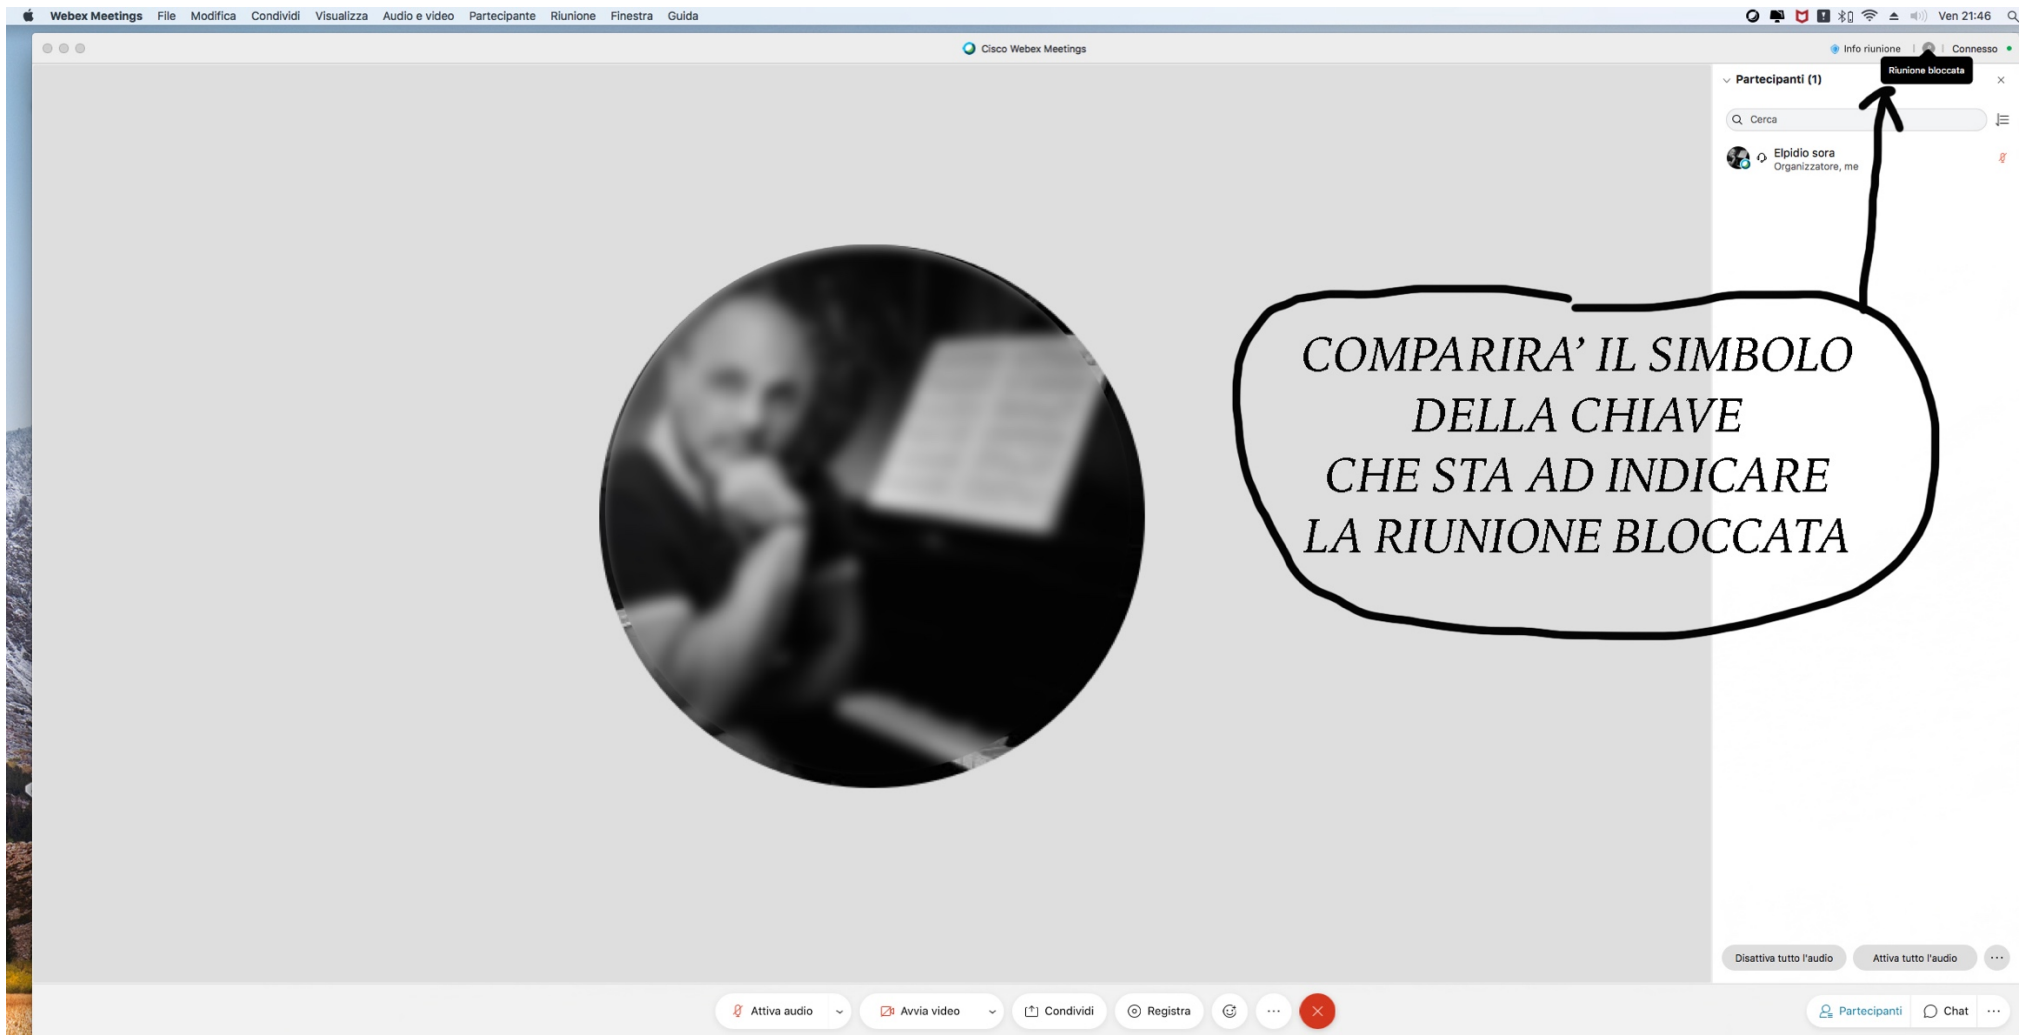 Webex Meetings File Modifica Condividi Visualizza Audio e video Partecipante Riunione Finestra Guida
Ven 21:46
Cisco Webex Meetings
Info riunione Connesso
Riunione bloccata
Partecipanti (1)
Cerca
Elpidio sora
Organizzatore, me
COMPARIRA’ IL SIMBOLO
DELLA CHIAVE
CHE STA AD INDICARE
LA RIUNIONE BLOCCATA
Disattiva tutto l'audio Attiva tutto l'audio
Attiva audio Avvia video Condividi Registra Partecipanti Chat